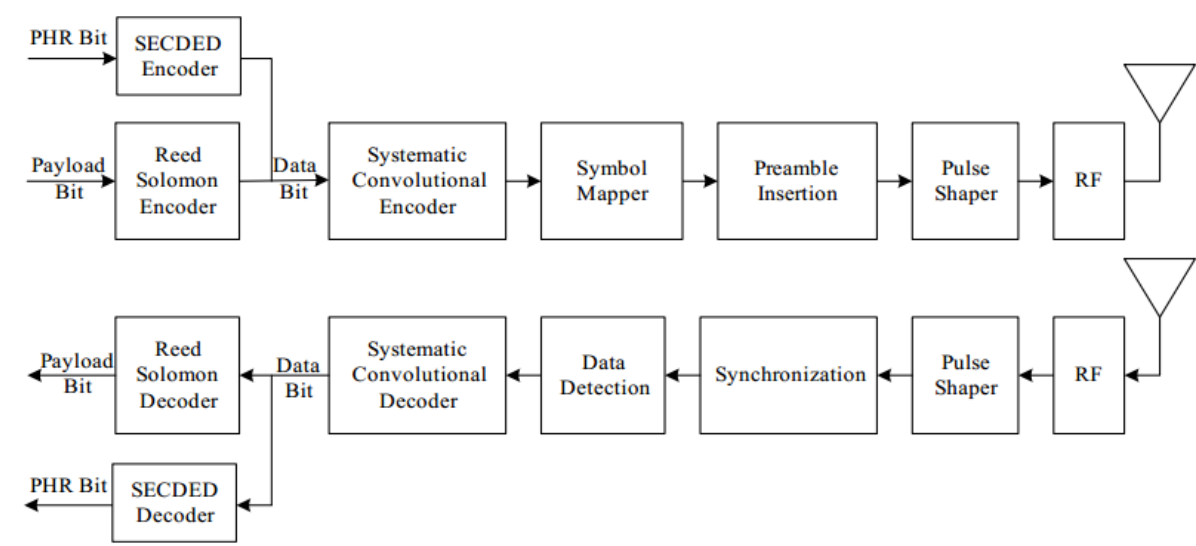 PHR Bit
SECDED
Encoder
Payload
Bit
Reed
Solomon
Encoder
Data
Bit
Systematic
Convolutional
Encoder
Symbol
Mapper
Preamble
Insertion
Pulse
Shaper
RF
Payload
Bit
Reed
Solomon
Decoder
Data
Bit
Systematic
Convolutional
Decoder
Data
Detection
Synchronization
Pulse
Shaper
RF
PHR Bit
SECDED
Decoder